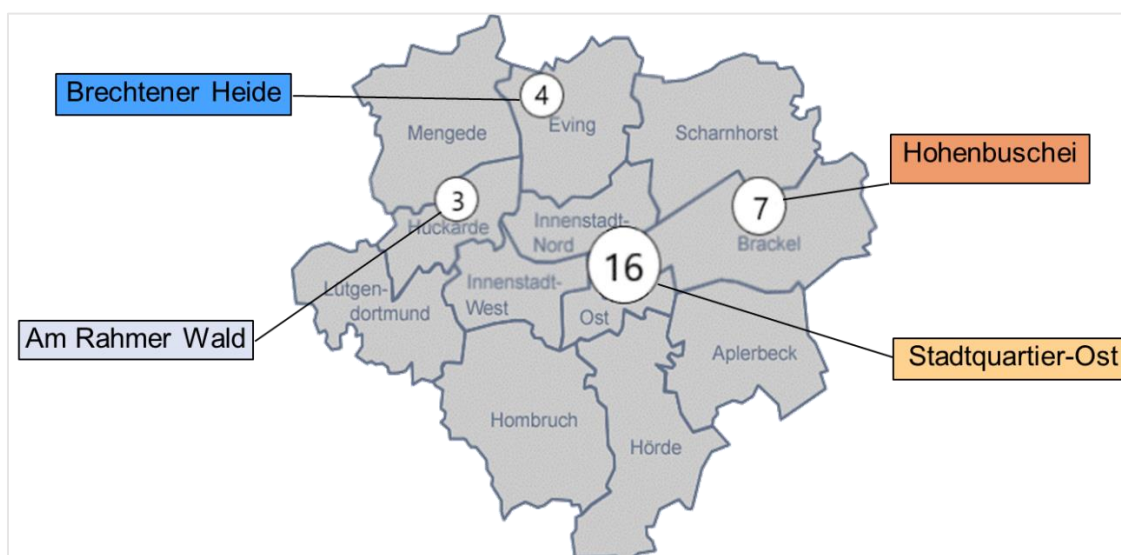 Brechtener Heide
4
Mengede
Eving
Scharnhorst
Hohenbuschei
3
Huckarde
7
Brackel
Innenstadt-
Nord
16
Innenstadt-
West
Ost
Lütgen-
dortmund
Am Rahmer Wald
Stadtquartier-Ost
Aplerbeck
Hombruch
Hörde